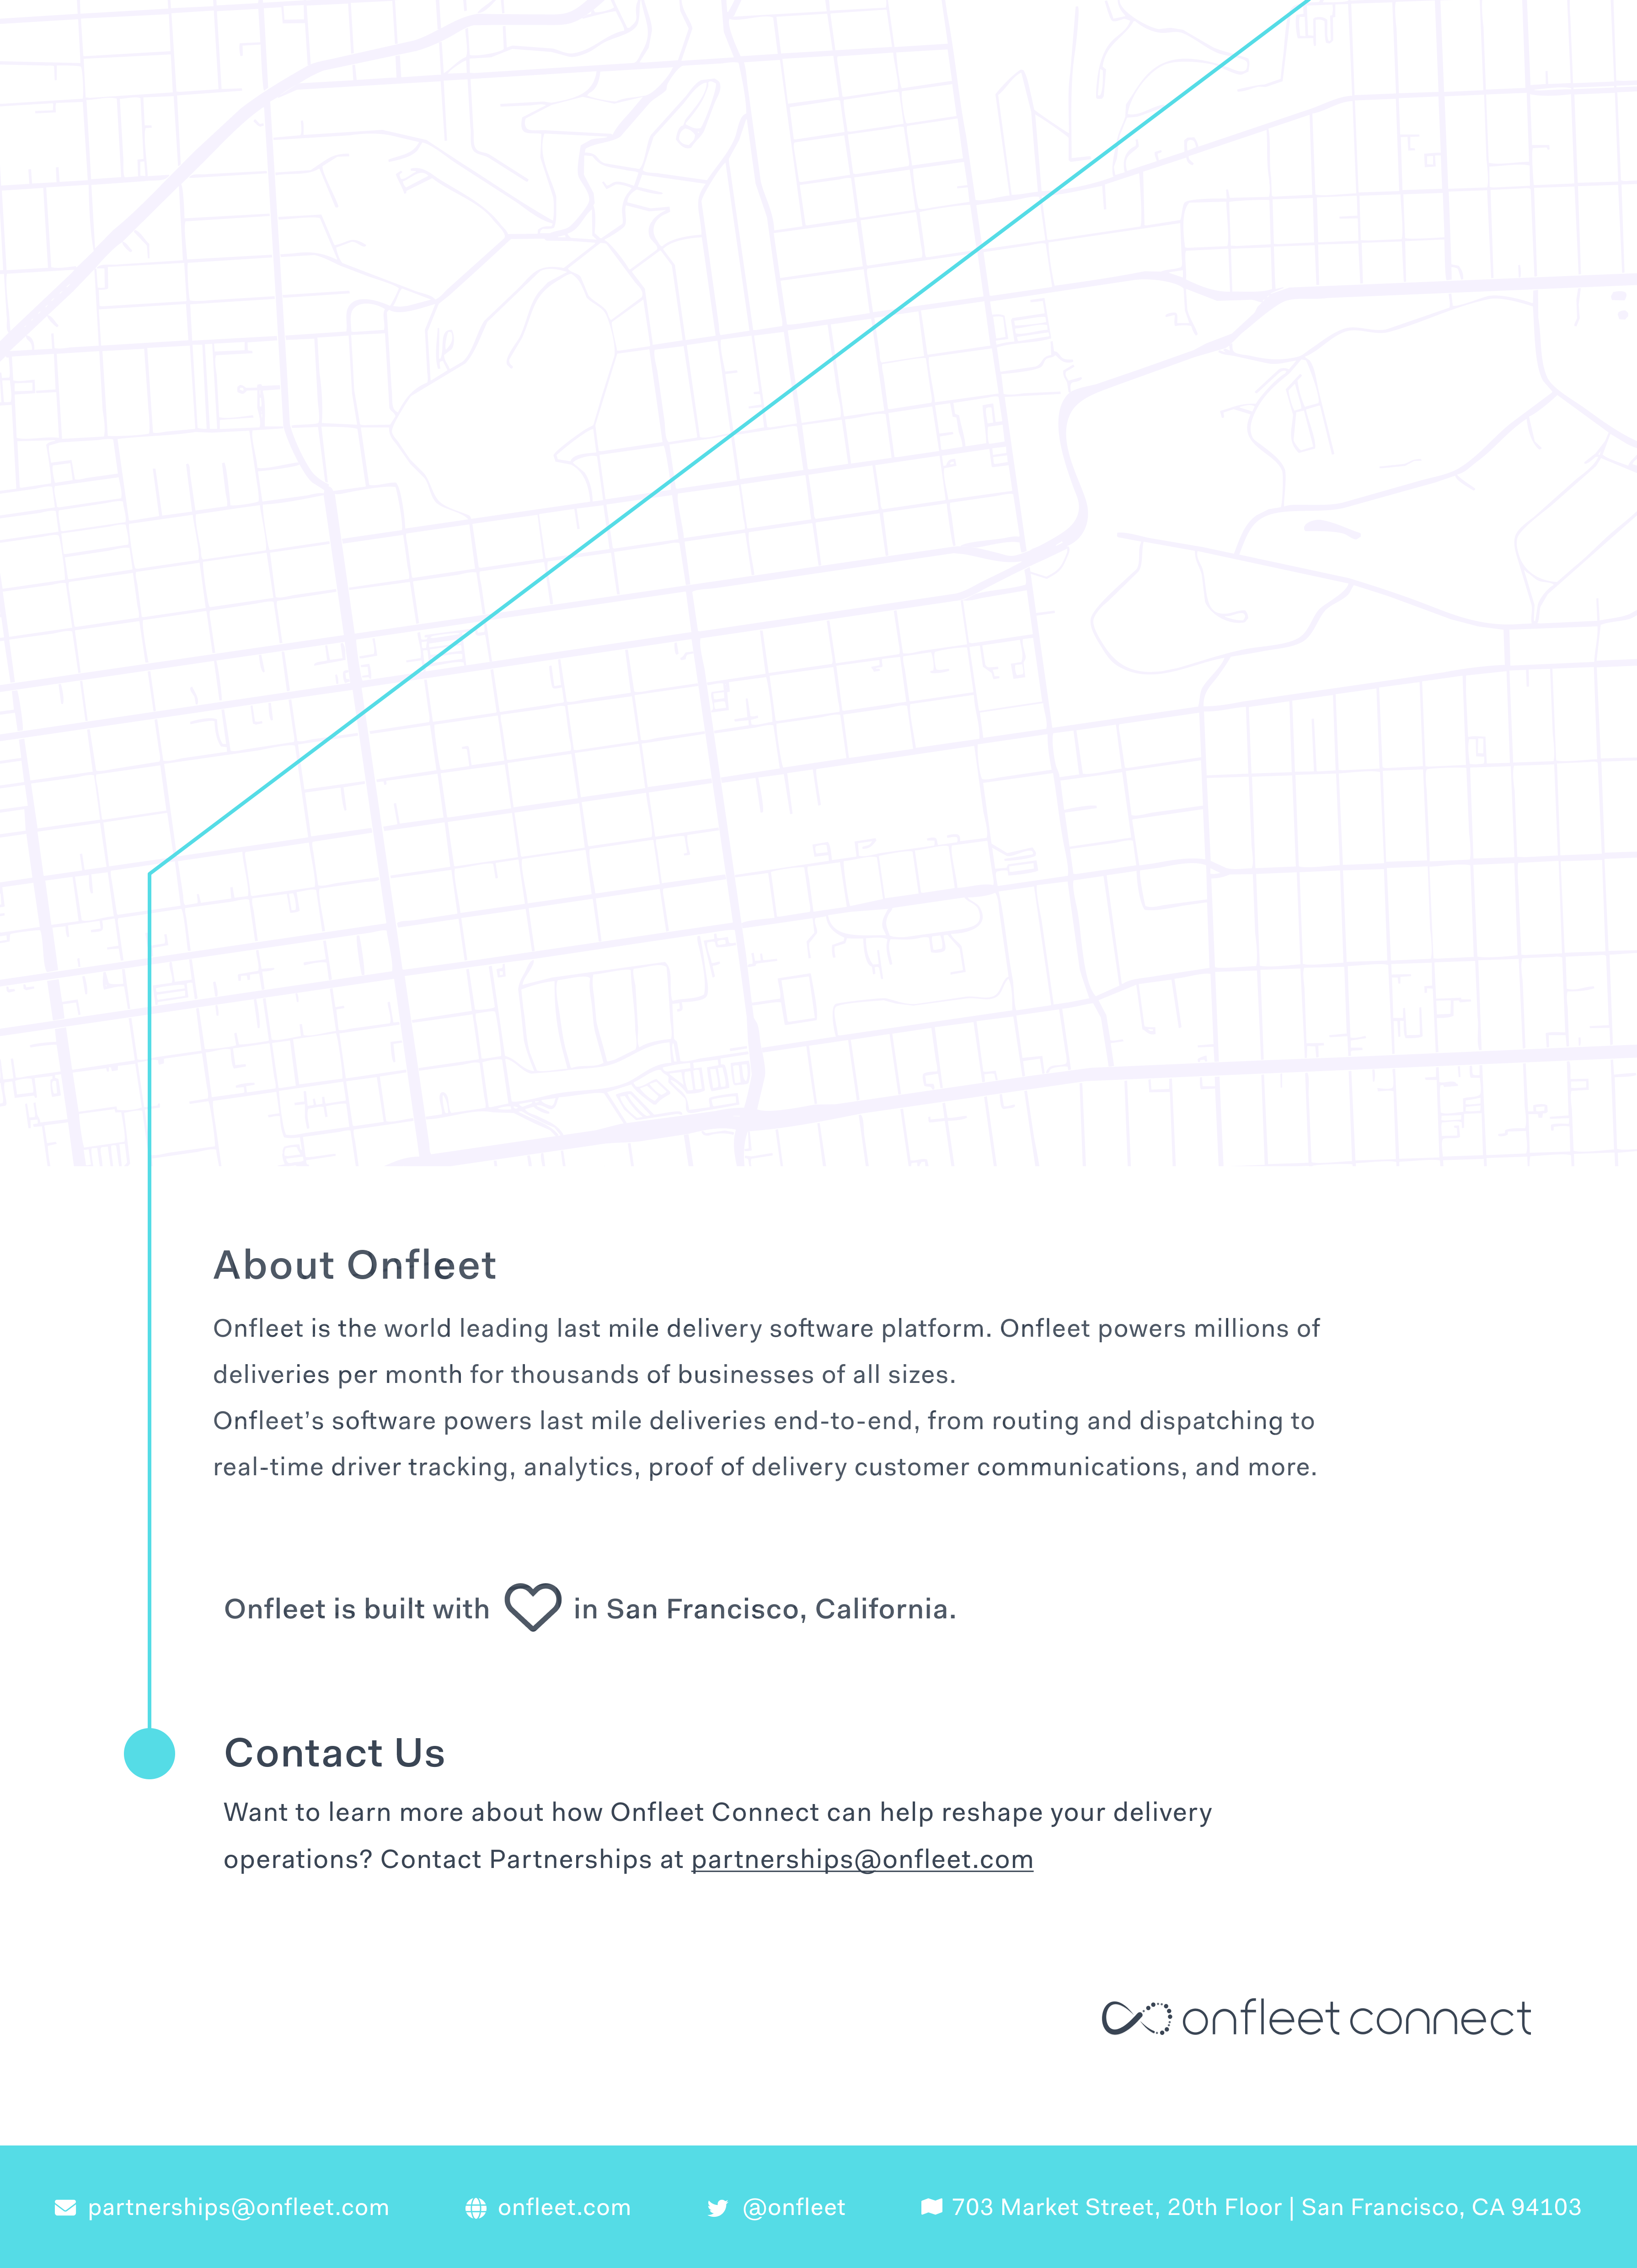 About Onfleet
Onfleet is the world leading last mile delivery software platform. Onfleet powers millions of
deliveries per month for thousands of businesses of all sizes.
Onfleet’s software powers last mile deliveries end-to-end, from routing and dispatching to
real-time driver tracking, analytics, proof of delivery customer communications, and more.
Onfleet is built with in San Francisco, California.
Contact Us
Want to learn more about how Onfleet Connect can help reshape your delivery
operations? Contact Partnerships at partnerships@onfleet.com
onfleet connect
partnerships@onfleet.com onfleet.com @onfleet 703 Market Street, 20th Floor | San Francisco, CA 94103